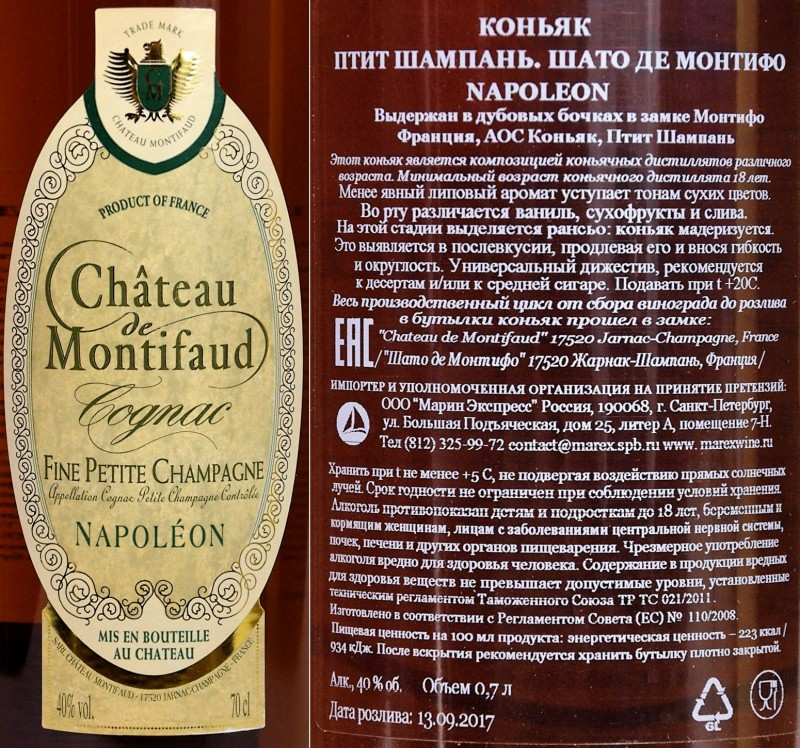 TRADE MARK
CM
CHATEAU MONTIFAUD
PRODUCT OF FRANCE
Château
de
Montifaud
Cognac
FINE PETITE CHAMPAGNE
Appellation Cognac Petite Champagne Contrôlée
NAPOLÉON
MIS EN BOUTEILLE
AU CHATEAU
SARL CHÂTEAU MONTIFAUD - 17520 JARNAC-CHAMPAGNE - FRANCE
40% vol.
70 cl
КОНЬЯК
ПТИТ ШАМПАНЬ. ШАТО ДЕ МОНТИФО
NAPOLEON
Выдержан в дубовых бочках в замке Монтифо
Франция, АОС Коньяк, Птит Шампань
Этот коньяк является композицией коньячных дистиллятов различного
возраста. Минимальный возраст коньячного дистиллята 18 лет.
Менее явный липовый аромат уступает тонам сухих цветов.
Во рту различается ваниль, сухофрукты и слива.
На этой стадии выделяется рансьо: коньяк мадеризуется.
Это выявляется в послевкусии, продлевая его и внося гибкость
и округлость. Универсальный дижестив, рекомендуется
к десертам и/или к средней сигаре. Подавать при t +20С.
Весь производственный цикл от сбора винограда до розлива
в бутылки коньяк прошел в замке:
ЕАС
"Chateau de Montifaud" 17520 Jarnac-Champagne, France
/"Шато де Монтифо" 17520 Жарнак-Шампань, Франция/
ИМПОРТЕР И УПОЛНОМОЧЕННАЯ ОРГАНИЗАЦИЯ НА ПРИНЯТИЕ ПРЕТЕНЗИЙ:
ООО "Марин Экспресс" Россия, 190068, г. Санкт-Петербург,
ул. Большая Подъяческая, дом 25, литер А, помещение 7-Н.
Тел (812) 325-99-72 contact@marex.spb.ru www. marexwine.ru
Хранить при t не менее +5 С, не подвергая воздействию прямых солнечных
лучей. Срок годности не ограничен при соблюдении условий хранения.
Алкоголь противопоказан детям и подросткам до 18 лет, беременным и
кормящим женщинам, лицам с заболеваниями центральной нервной системы,
почек, печени и других органов пищеварения. Чрезмерное употребление
алкоголя вредно для здоровья человека. Содержание в продукции вредных
для здоровья веществ не превышает допустимые уровни, установленные
техническим регламентом Таможенного Союза ТР ТС 021/2011.
Изготовлено в соответствии с Регламентом Совета (ЕС) № 110/2008.
Пищевая ценность на 100 мл продукта: энергетическая ценность – 223 ккал /
934 кДж. После вскрытия рекомендуется хранить бутылку плотно закрытой.
Алк., 40 % об. Объем 0,7 л
Дата розлива: 13.09.2017
GL